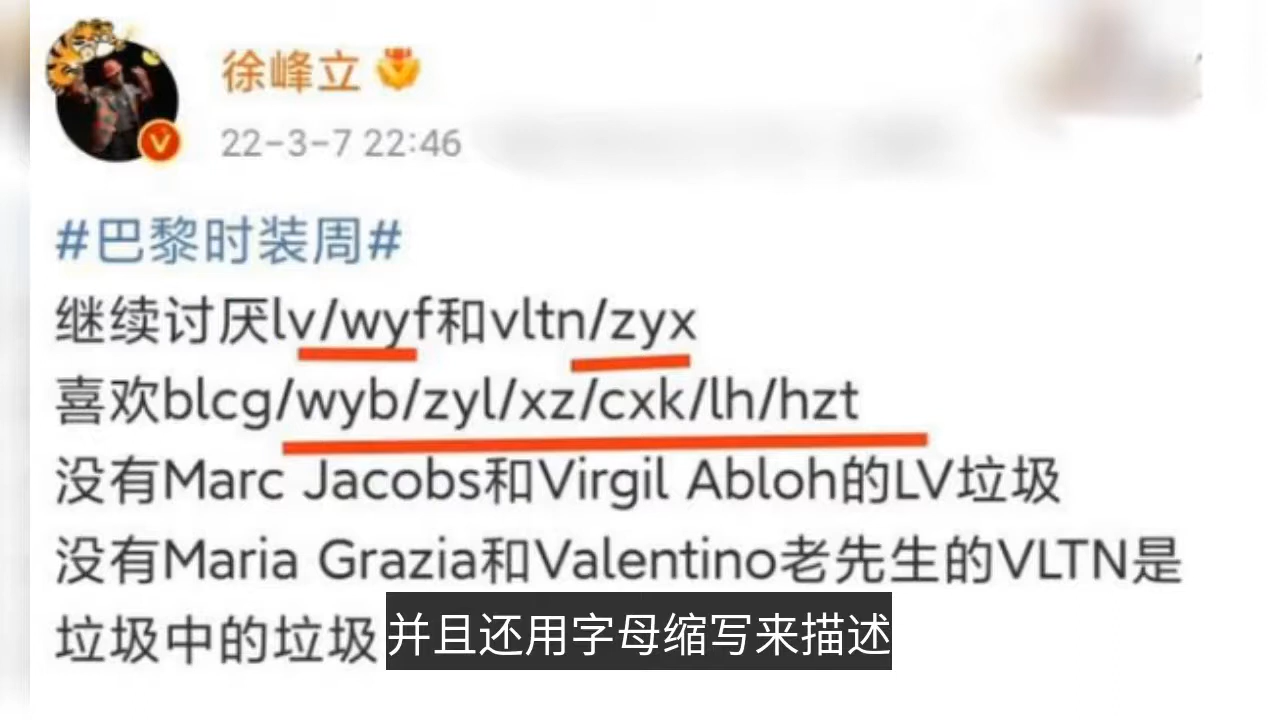 徐峰立
22-3-7 22:46
#巴黎时装周#
继续讨厌lv/wyf和vltn/zyx
喜欢blcg/wyb/zyl/xz/cxk/lh/hzt
没有Marc Jacobs和Virgil Abloh的LV垃圾
没有Maria Grazia和Valentino老先生的VLTN是
垃圾中的垃圾
并且还用字母缩写来描述